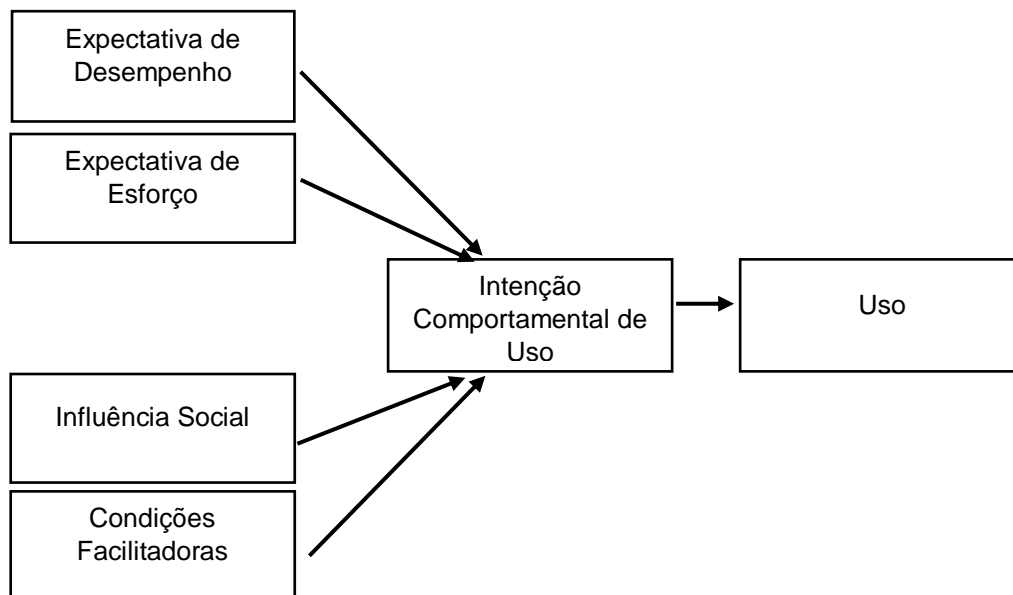 Expectativa de
Desempenho
Expectativa de
Esforço
Intenção
Comportamental de
Uso
Uso
Influência Social
Condições
Facilitadoras